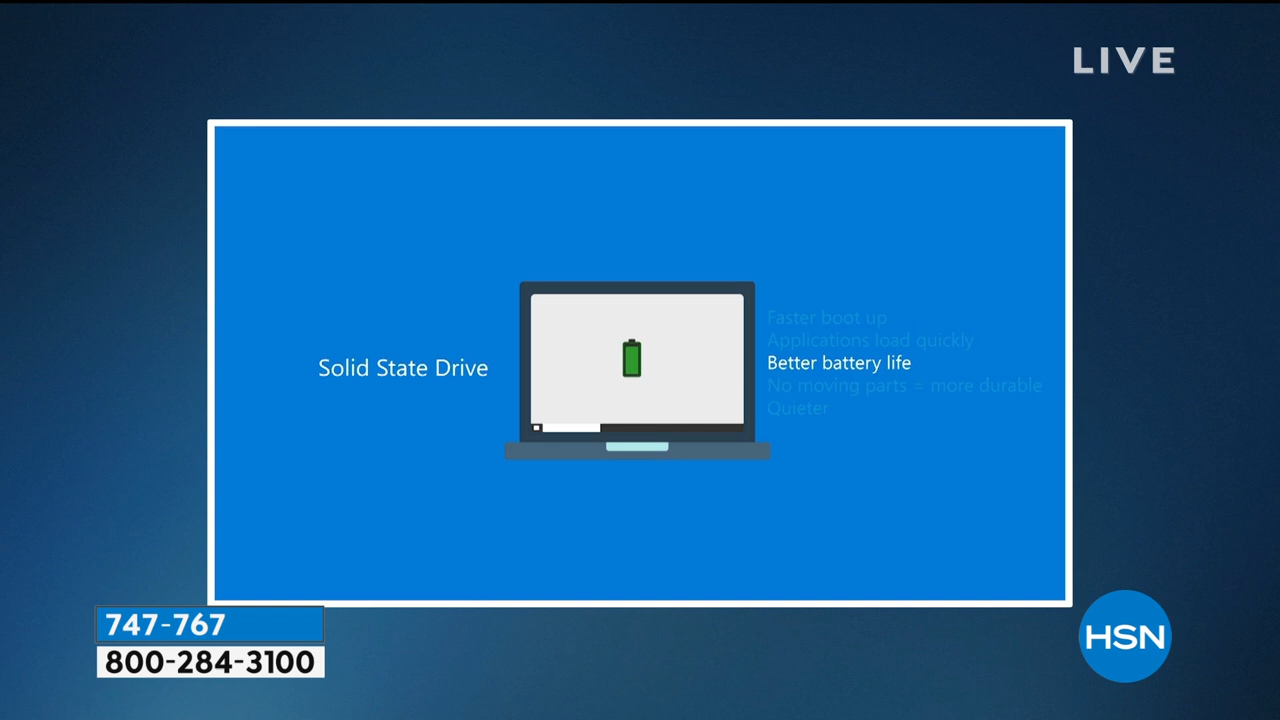 LIVE
Solid State Drive
Faster boot up
Applications load quickly
Better battery life
No moving parts = more durable
Quieter
747-767
800-284-3100
HSN